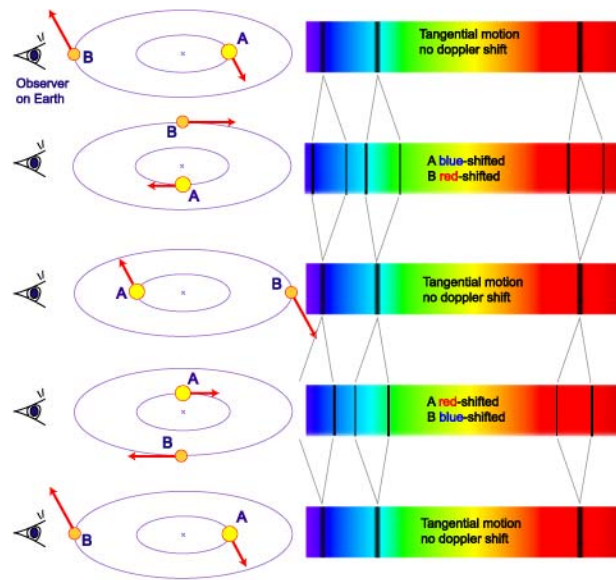 A
B
Tangential motion
no doppler shift
Observer
on Earth
B
A
A blue-shifted
B red-shifted
A
B
Tangential motion
no doppler shift
A
B
A red-shifted
B blue-shifted
A
B
Tangential motion
no doppler shift